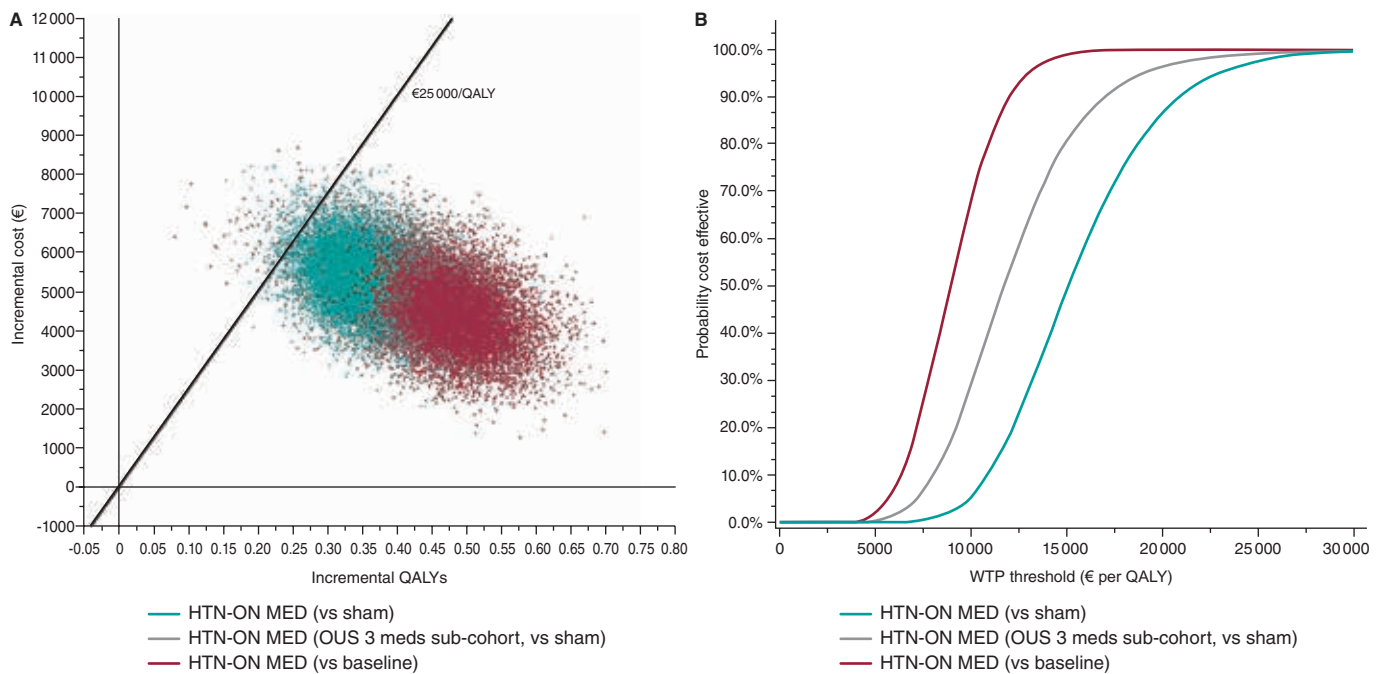 A
12 000
11 000
10 000
9000
8000
7000
6000
5000
4000
3000
2000
1000
0
-1000
Incremental cost (€)
€25 000/QALY
-0.05 0 0.05 0.10 0.15 0.20 0.25 0.30 0.35 0.40 0.45 0.50 0.55 0.60 0.65 0.70 0.75 0.80
Incremental QALYs
HTN-ON MED (vs sham)
HTN-ON MED (OUS 3 meds sub-cohort, vs sham)
HTN-ON MED (vs baseline)
B
100.0%
90.0%
80.0%
70.0%
60.0%
50.0%
40.0%
30.0%
20.0%
10.0%
0.0%
Probability cost effective
0 5000 10 000 15 000 20 000 25 000 30 000
WTP threshold (€ per QALY)
HTN-ON MED (vs sham)
HTN-ON MED (OUS 3 meds sub-cohort, vs sham)
HTN-ON MED (vs baseline)